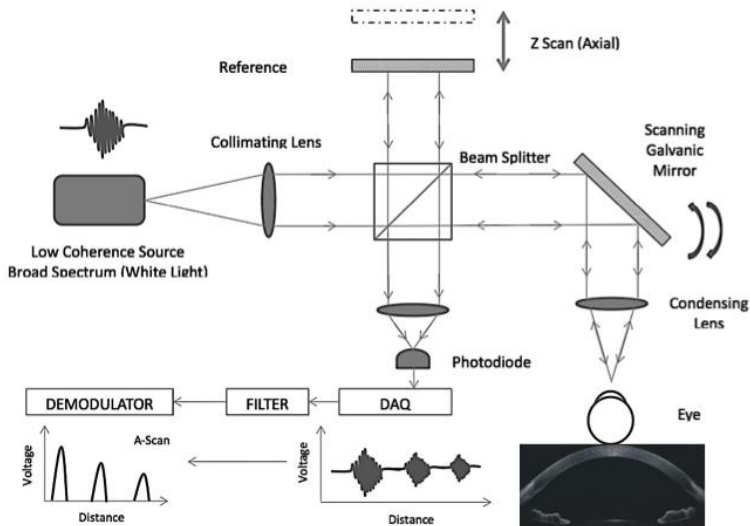 Z Scan (Axial)
Reference
Collimating Lens
Beam Splitter
Scanning
Galvanic
Mirror
Low Coherence Source
Broad Spectrum (White Light)
Condensing
Lens
Photodiode
DEMODULATOR
FILTER
DAQ
Eye
A-Scan
Voltage
Distance
Voltage
Distance